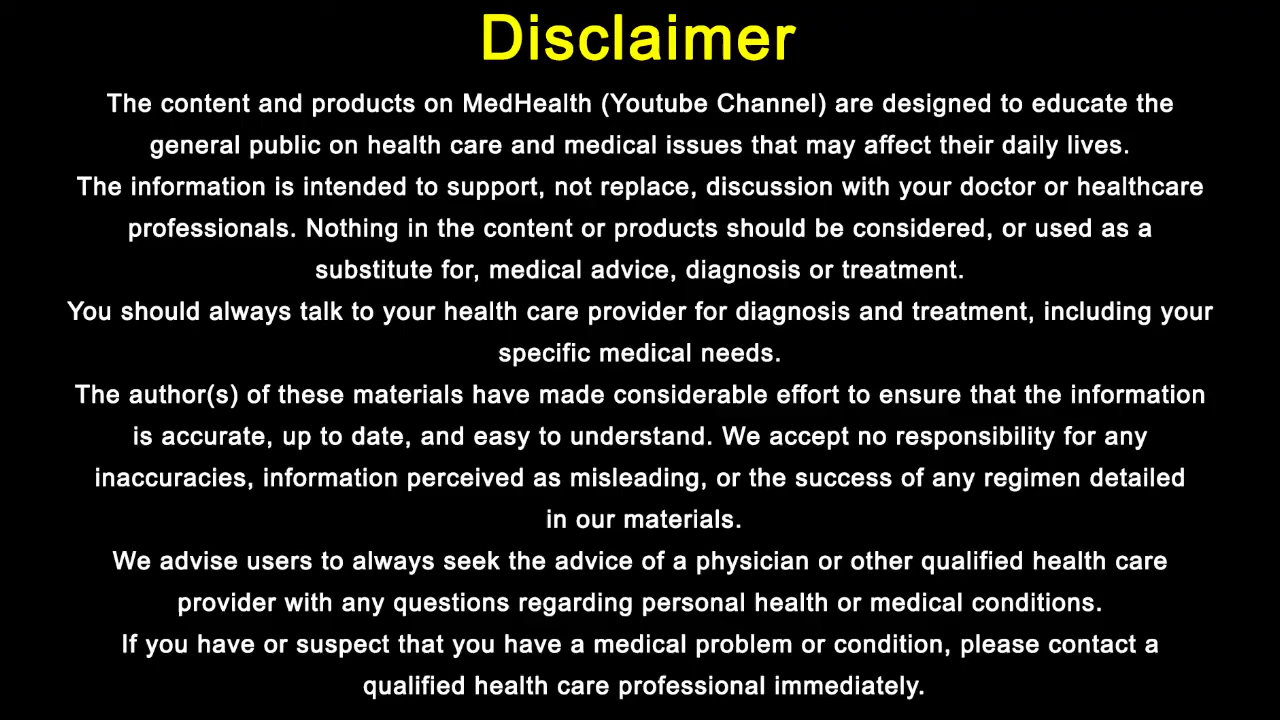 Disclaimer
The content and products on MedHealth (Youtube Channel) are designed to educate the
general public on health care and medical issues that may affect their daily lives.
The information is intended to support, not replace, discussion with your doctor or healthcare
professionals. Nothing in the content or products should be considered, or used as a
substitute for, medical advice, diagnosis or treatment.
You should always talk to your health care provider for diagnosis and treatment, including your
specific medical needs.
The author(s) of these materials have made considerable effort to ensure that the information
is accurate, up to date, and easy to understand. We accept no responsibility for any
inaccuracies, information perceived as misleading, or the success of any regimen detailed
in our materials.
We advise users to always seek the advice of a physician or other qualified health care
provider with any questions regarding personal health or medical conditions.
If you have or suspect that you have a medical problem or condition, please contact a
qualified health care professional immediately.